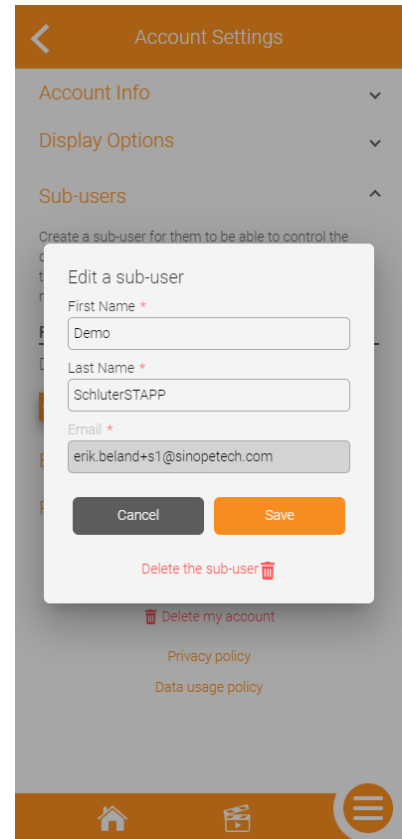 Account Settings
Account Info
Display Options
Sub-users
Create a sub-user for them to be able to control the
Edit a sub-user
First Name *
Demo
Last Name *
SchluterSTAPP
Email *
erik.beland+s1@sinopetech.com
Cancel
Save
Delete the sub-user
Delete my account
Privacy policy
Data usage policy